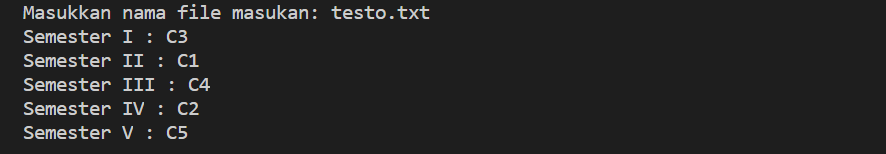 Masukkan nama file masukan: testo.txt
Semester I : C3
Semester II : C1
Semester III : C4
Semester IV : C2
Semester V : C5